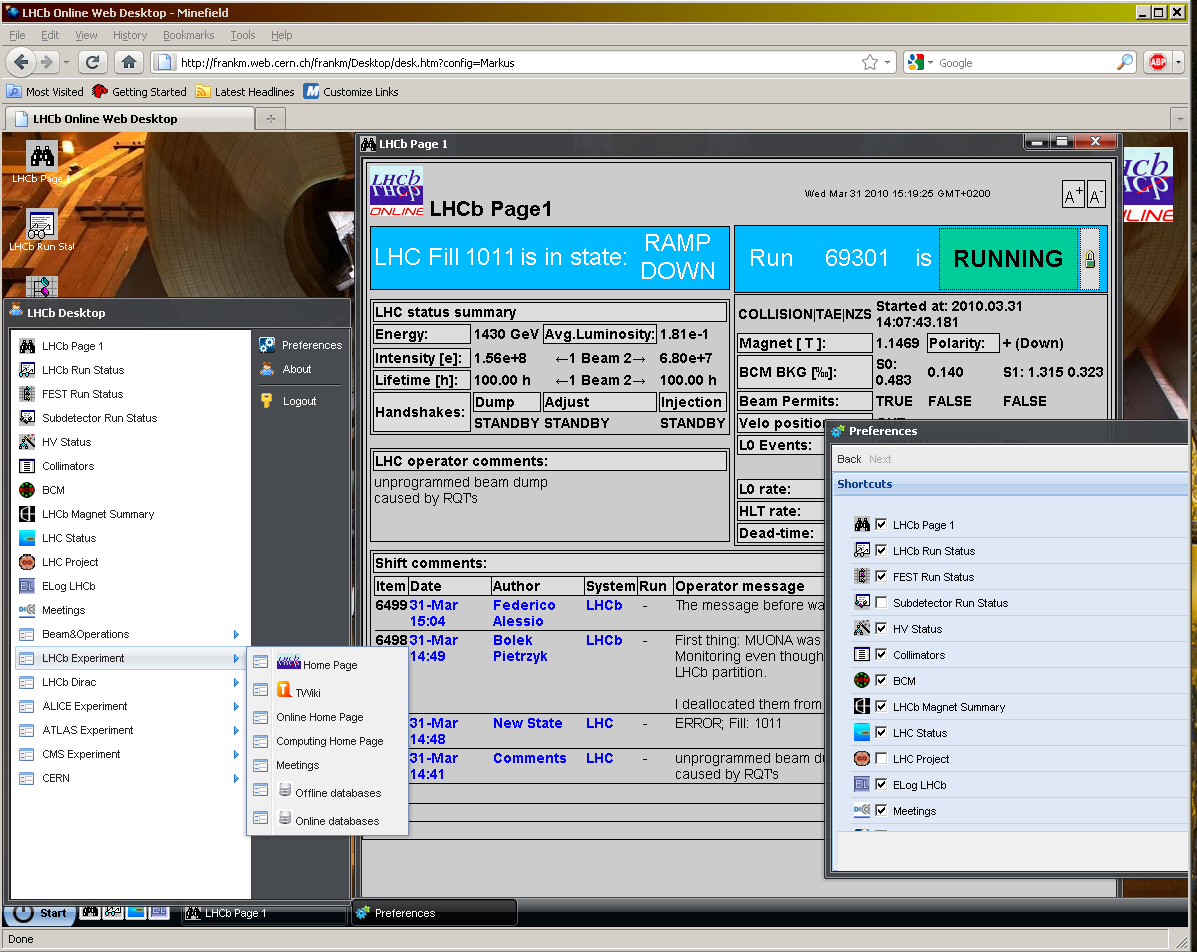 LHCb Online Web Desktop - Minefield
File Edit View History Bookmarks Tools Help
http://frankm.web.cern.ch/frankm/Desktop/desk.htm?config=Markus
Google
ABP
Most Visited Getting Started Latest Headlines Customize Links
LHCb Online Web Desktop
LHCb Page 1
LHCb Run Stat
LHCb Page 1
LHCb
ONLINE
LHCb Page1
Wed Mar 31 2010 15:19:25 GMT+0200
A+ A-
LHC Fill 1011 is in state: RAMP
DOWN
Run 69301 is RUNNING
LHC status summary
Energy: 1430 GeV Avg.Luminosity: 1.81e-1
Intensity [e]: 1.56e+8 ←1 Beam 2→ 6.80e+7
Lifetime [h]: 100.00 h ←1 Beam 2→ 100.00 h
Handshakes: Dump Adjust Injection
STANDBY STANDBY STANDBY
COLLISION|TAE|NZS Started at: 2010.03.31
14:07:43.181
Magnet [ T ]: 1.1469 Polarity: + (Down)
BCM BKG [‰]: S0:
0.483 0.140 S1: 1.315 0.323
Beam Permits: TRUE FALSE FALSE
Velo position
L0 Events:
L0 rate:
HLT rate:
Dead-time:
LHC operator comments:
unprogrammed beam dump
caused by RQT's
Shift comments:
Item Date Author System Run Operator message
6499 31-Mar
15:04 Federico
Alessio LHCb - The message before wa
6498 31-Mar
14:49 Bolek
Pietrzyk LHCb - First thing: MUONA was
Monitoring even though
LHCb partition.
I deallocated them from
31-Mar
14:48 New State LHC - ERROR; Fill: 1011
31-Mar
14:41 Comments LHC - unprogrammed beam du
caused by RQT's
LHCb Desktop
LHCb Page 1
LHCb Run Status
FEST Run Status
Subdetector Run Status
HV Status
Collimators
BCM
LHCb Magnet Summary
LHC Status
LHC Project
ELog LHCb
Meetings
Beam&Operations
LHCb Experiment
LHCb Dirac
ALICE Experiment
ATLAS Experiment
CMS Experiment
CERN
Preferences
About
Logout
Home Page
TWiki
Online Home Page
Computing Home Page
Meetings
Offline databases
Online databases
Preferences
Back Next
Shortcuts
LHCb Page 1
LHCb Run Status
FEST Run Status
Subdetector Run Status
HV Status
Collimators
BCM
LHCb Magnet Summary
LHC Status
LHC Project
ELog LHCb
Meetings
Start
LHCb Page 1
Preferences
Done